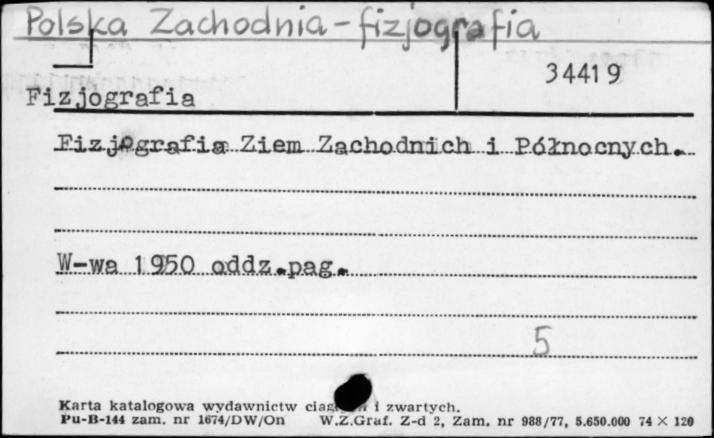 Polska Zachodnia - fizjografia
34419
Fizjografia
Fizjografia Ziem Zachodnich i Północnych.
W-wa 1950 oddz.pag.
5
Karta katalogowa wydawnictw i zwartych.
Pu-B-144 zam. nr 1674/DW/On W.Z.Graf. Z-d 2, Zam. nr 988/77, 5.650.000 74 × 120